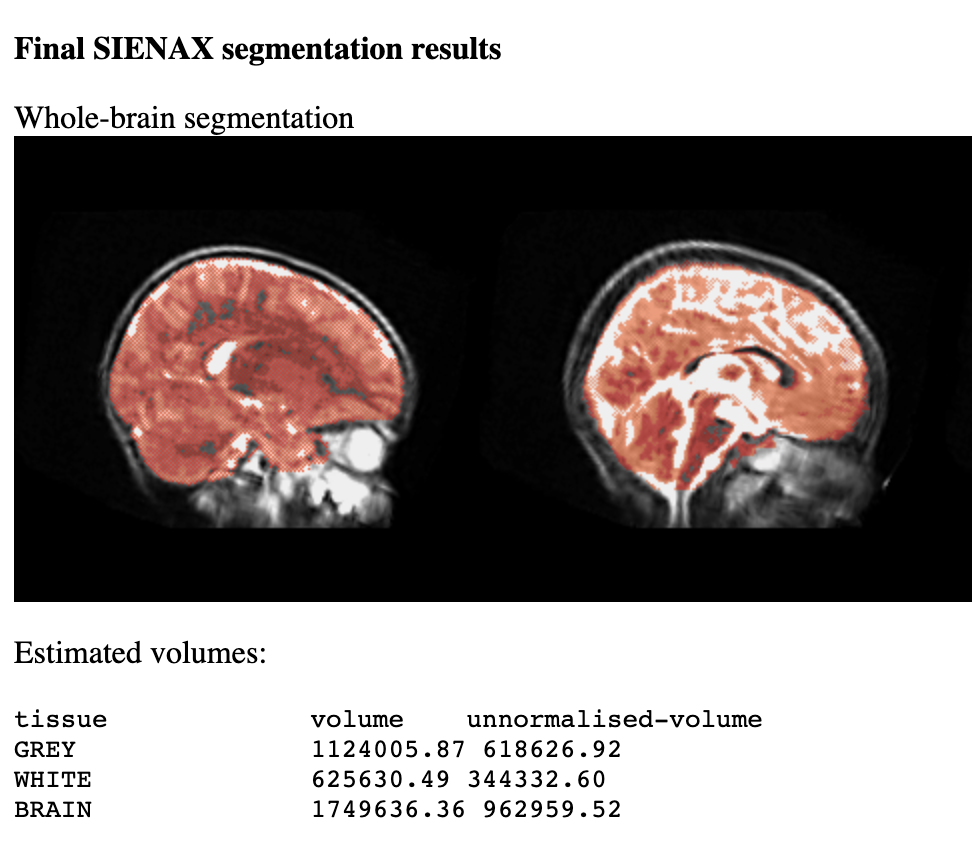 Final SIENAX segmentation results
Whole-brain segmentation
Estimated volumes:
tissue volume unnormalised-volume
GREY 1124005.87 618626.92
WHITE 625630.49 344332.60
BRAIN 1749636.36 962959.52